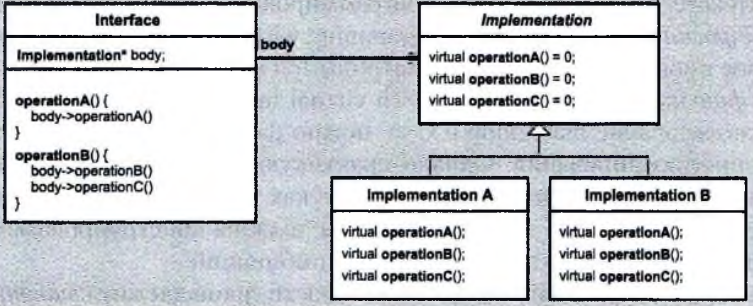 Interface
Implementation* body;
operationA() {
body->operationA()
}
operationB() {
body->operationB()
body->operationC()
}
body
Implementation
virtual operationA() = 0;
virtual operationB() = 0;
virtual operationC() = 0;
Implementation A
virtual operationA();
virtual operationB();
virtual operationC();
Implementation B
virtual operationA();
virtual operationB();
virtual operationC();